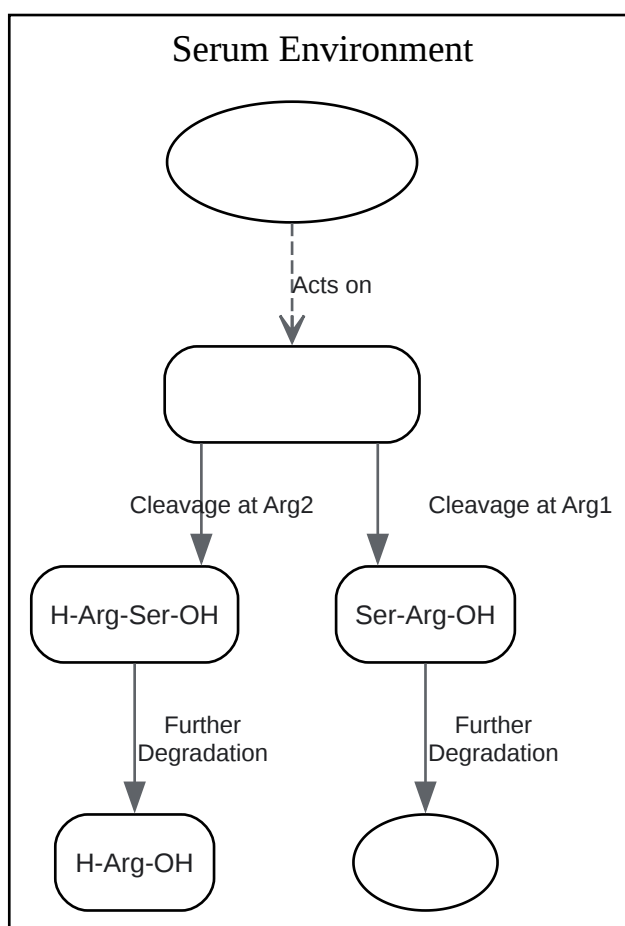 Serum Environment
Acts on
Cleavage at Arg2
Cleavage at Arg1
H-Arg-Ser-OH
Ser-Arg-OH
Further
Degradation
Further
Degradation
H-Arg-OH